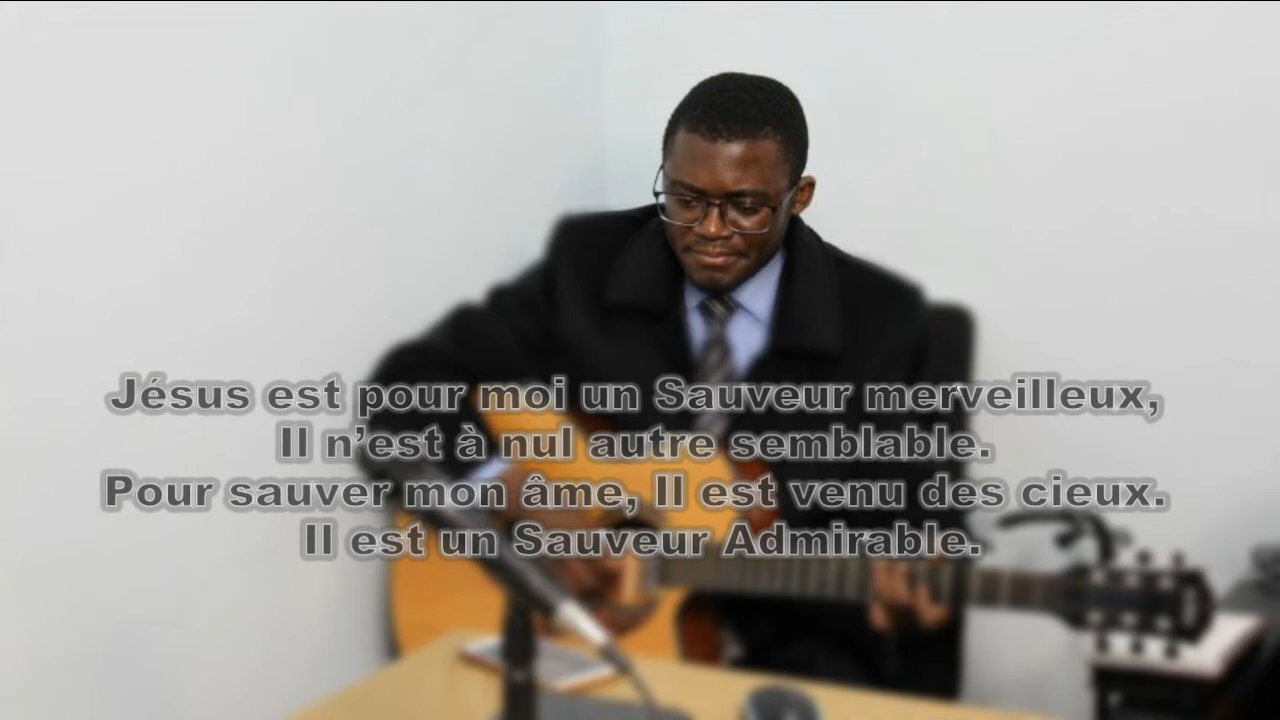 Jésus est pour moi un Sauveur merveilleux,
Il n’est à nul autre semblable.
Pour sauver mon âme, Il est venu des cieux.
Il est un Sauveur Admirable.